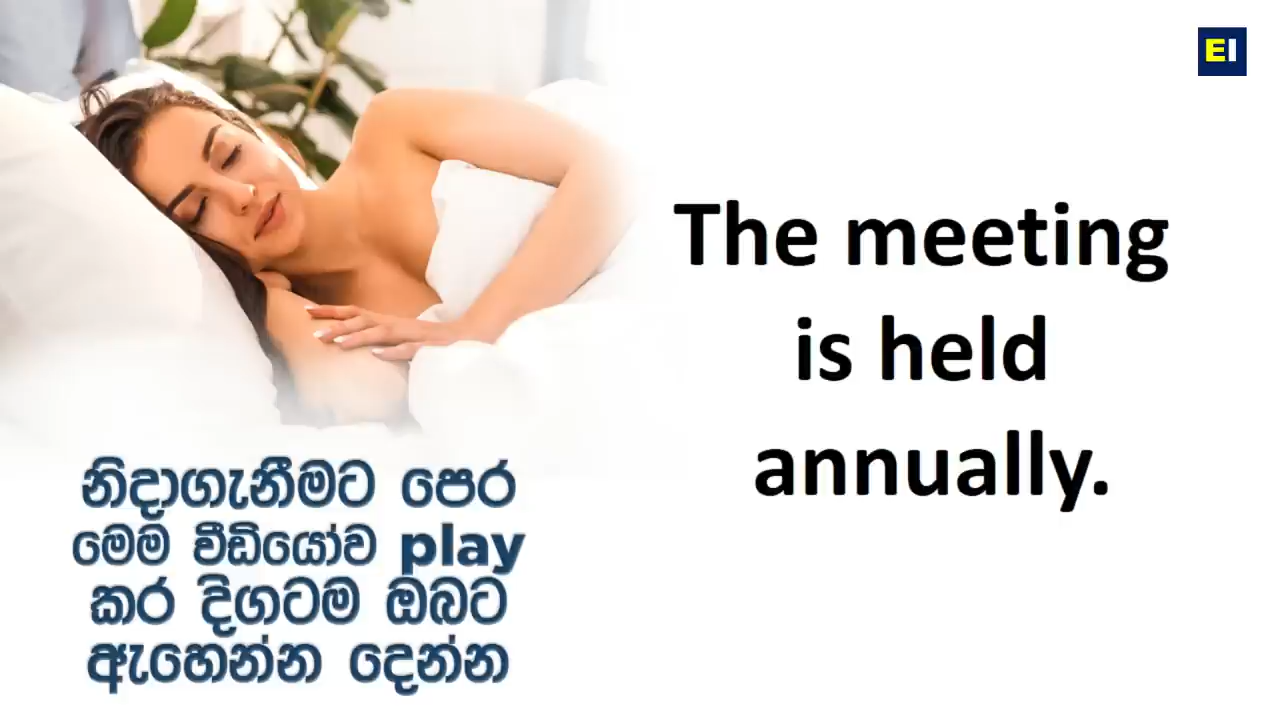 EI
The meeting
is held
annually.
නිදාගැනීමට පෙර
මෙම වීඩියෝව play
කර දිගටම ඔබට
ඇහෙන්න දෙන්න